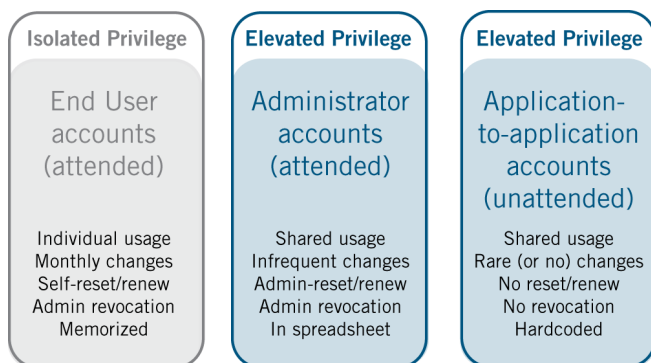 Isolated Privilege
End User
accounts
(attended)
Individual usage
Monthly changes
Self-reset/renew
Admin revocation
Memorized
Elevated Privilege
Administrator
accounts
(attended)
Shared usage
Infrequent changes
Admin-reset/renew
Admin revocation
In spreadsheet
Elevated Privilege
Application-
to-application
accounts
(unattended)
Shared usage
Rare (or no) changes
No reset/renew
No revocation
Hardcoded